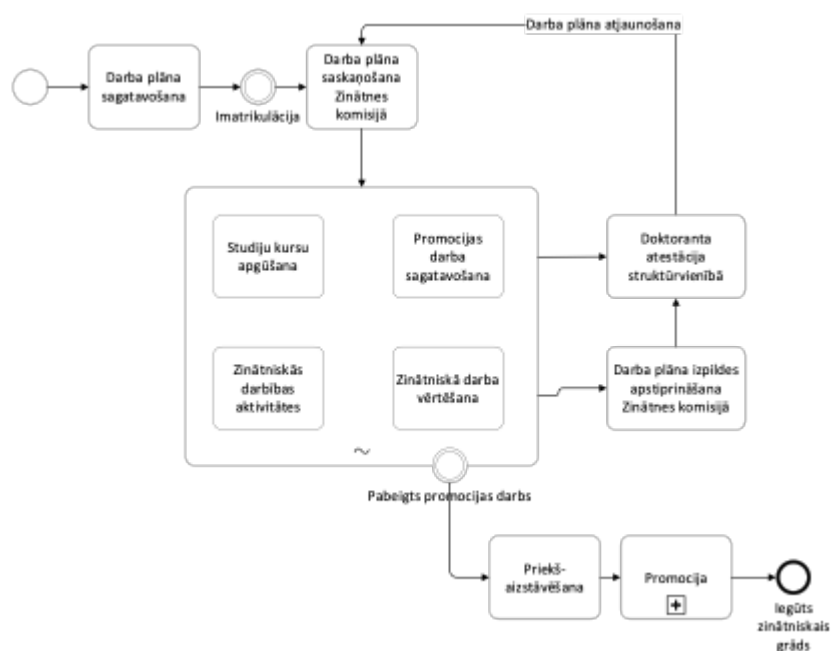 Darba plāna atjaunošana
Darba plāna
sagatavošana
Imatrikulācija
Darba plāna
saskaņošana
Zinātnes
komisijā
Studiju kursu
apgūšana
Promocijas
darba
sagatavošana
Doktoranta
atestācija
struktūrvienībā
Zinātniskās
darbības
aktivitātes
Zinātniskā darba
vērtēšana
Darba plāna izpildes
apstiprināšana
Zinātnes komisijā
Pabeigts promocijas darbs
Priekš-
aizstāvēšana
Promocija
Iegūts
zinātniskais
grāds